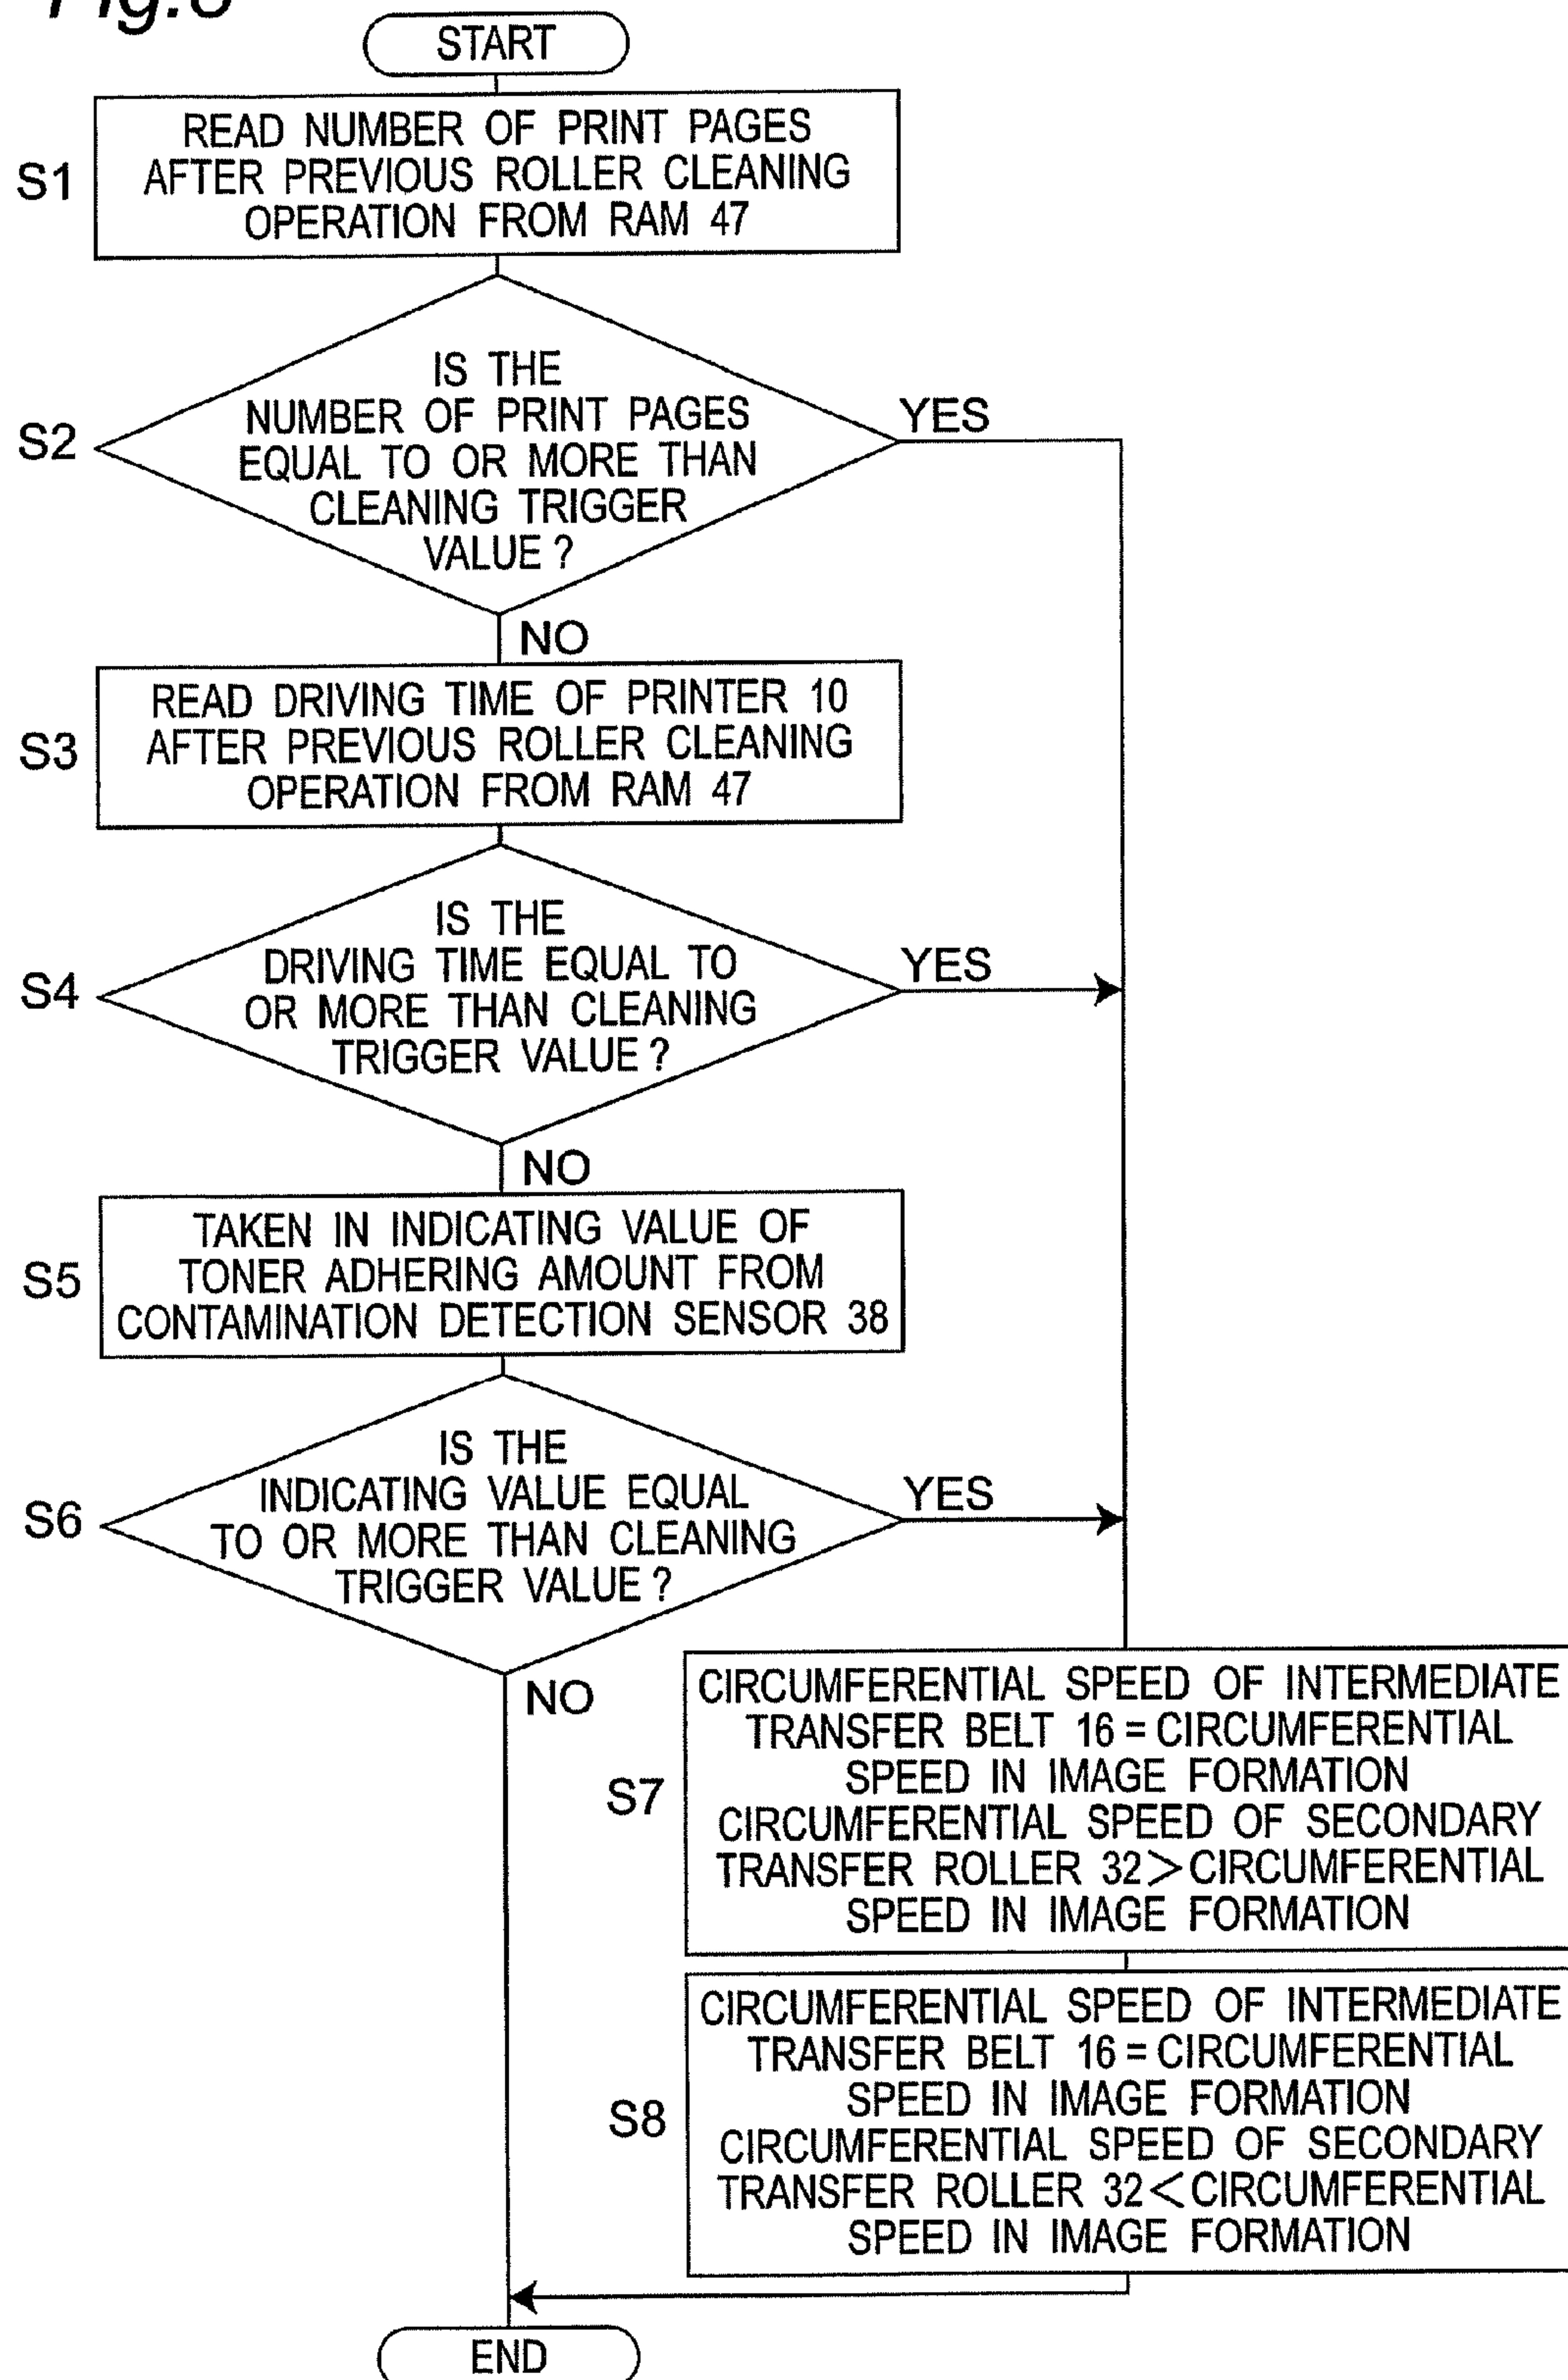 START
S1
READ NUMBER OF PRINT PAGES
AFTER PREVIOUS ROLLER CLEANING
OPERATION FROM RAM 47
S2
IS THE
NUMBER OF PRINT PAGES
EQUAL TO OR MORE THAN
CLEANING TRIGGER
VALUE ?
YES
NO
S3
READ DRIVING TIME OF PRINTER 10
AFTER PREVIOUS ROLLER CLEANING
OPERATION FROM RAM 47
S4
IS THE
DRIVING TIME EQUAL TO
OR MORE THAN CLEANING
TRIGGER VALUE ?
YES
NO
S5
TAKEN IN INDICATING VALUE OF
TONER ADHERING AMOUNT FROM
CONTAMINATION DETECTION SENSOR 38
S6
IS THE
INDICATING VALUE EQUAL
TO OR MORE THAN CLEANING
TRIGGER VALUE ?
YES
NO
S7
CIRCUMFERENTIAL SPEED OF INTERMEDIATE
TRANSFER BELT 16 = CIRCUMFERENTIAL
SPEED IN IMAGE FORMATION
CIRCUMFERENTIAL SPEED OF SECONDARY
TRANSFER ROLLER 32 > CIRCUMFERENTIAL
SPEED IN IMAGE FORMATION
S8
CIRCUMFERENTIAL SPEED OF INTERMEDIATE
TRANSFER BELT 16 = CIRCUMFERENTIAL
SPEED IN IMAGE FORMATION
CIRCUMFERENTIAL SPEED OF SECONDARY
TRANSFER ROLLER 32 < CIRCUMFERENTIAL
SPEED IN IMAGE FORMATION
END